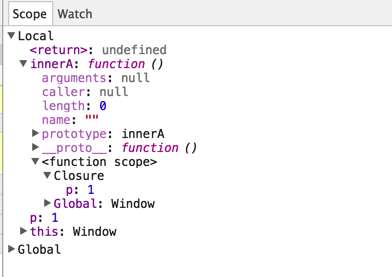 Scope Watch
▼Local
<return>: undefined
▼innerA: function ()
arguments: null
caller: null
length: 0
name: ""
▶prototype: innerA
▶__proto__: function ()
▼<function scope>
▼Closure
p: 1
▶Global: Window
p: 1
▶this: Window
▶Global